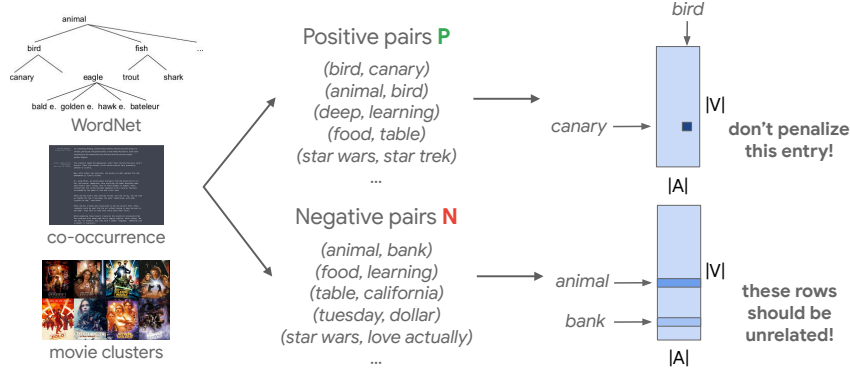 animal
bird
fish
...
canary
eagle
trout
shark
bald e.
golden e.
hawk e.
bateleur
WordNet
co-occurrence
movie clusters
Positive pairs P
(bird, canary)
(animal, bird)
(deep, learning)
(food, table)
(star wars, star trek)
...
Negative pairs N
(animal, bank)
(food, learning)
(table, california)
(tuesday, dollar)
(star wars, love actually)
...
bird
|V|
canary
don't penalize
this entry!
|A|
animal
|V|
bank
these rows
should be
unrelated!
|A|